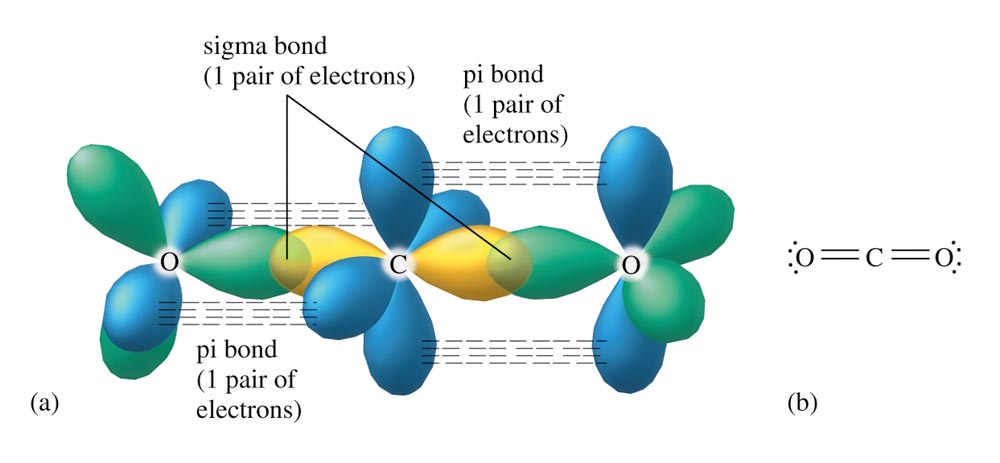 sigma bond
(1 pair of electrons)
pi bond
(1 pair of
electrons)
O
C
O
pi bond
(1 pair of
electrons)
(a)
:O=C=O:
(b)